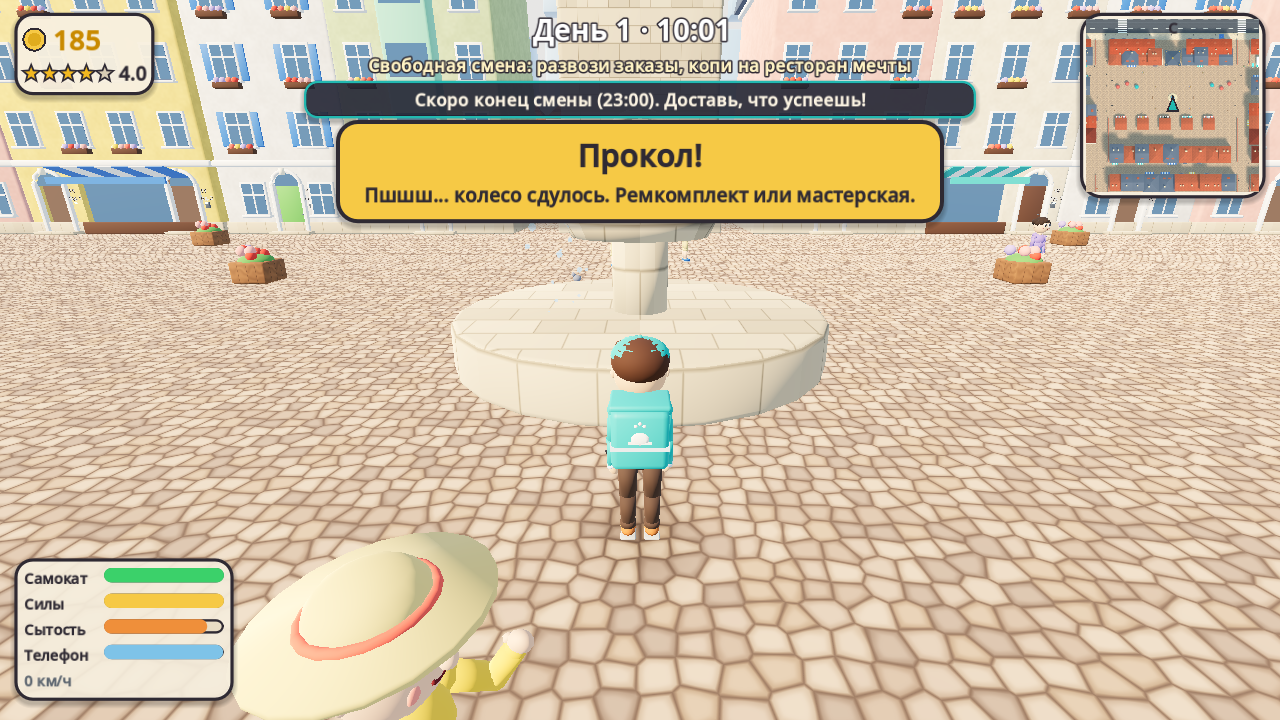 185
4.0
День 1 · 10:01
Свободная смена: развози заказы, копи на ресторан мечты
Скоро конец смены (23:00). Доставь, что успеешь!
Прокол!
Пшшш... колесо сдулось. Ремкомплект или мастерская.
С
Самокат
Силы
Сытость
Телефон
0 км/ч